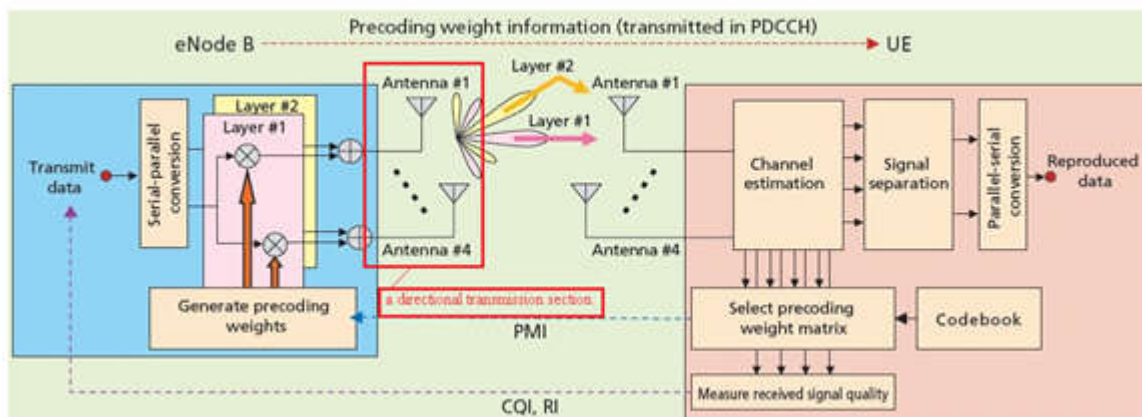 Precoding weight information (transmitted in PDCCH)
eNode B
UE
Antenna #1
Layer #2
Antenna #1
Layer #2
Layer #1
Layer #1
Transmit
data
Serial-parallel
conversion
Channel
estimation
Signal
separation
Parallel-serial
conversion
Reproduced
data
Antenna #4
Antenna #4
a directional transmission section
Generate precoding
weights
Select precoding
weight matrix
Codebook
PMI
Measure received signal quality
CQI, RI